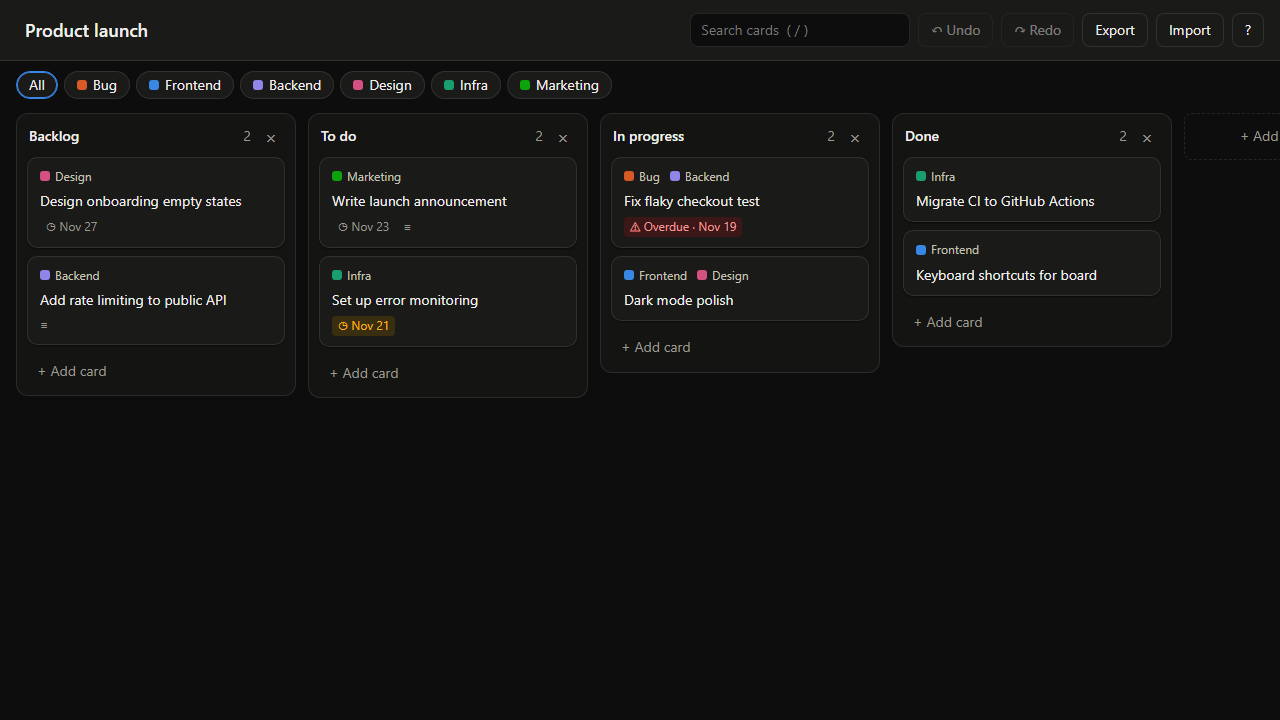 Product launch
Search cards ( / )
↶ Undo
↷ Redo
Export
Import
?
All
Bug
Frontend
Backend
Design
Infra
Marketing
Backlog 2 ×
Design
Design onboarding empty states
Nov 27
Backend
Add rate limiting to public API
≡
+ Add card
To do 2 ×
Marketing
Write launch announcement
Nov 23 ≡
Infra
Set up error monitoring
Nov 21
+ Add card
In progress 2 ×
Bug Backend
Fix flaky checkout test
⚠ Overdue · Nov 19
Frontend Design
Dark mode polish
+ Add card
Done 2 ×
Infra
Migrate CI to GitHub Actions
Frontend
Keyboard shortcuts for board
+ Add card
+ Add